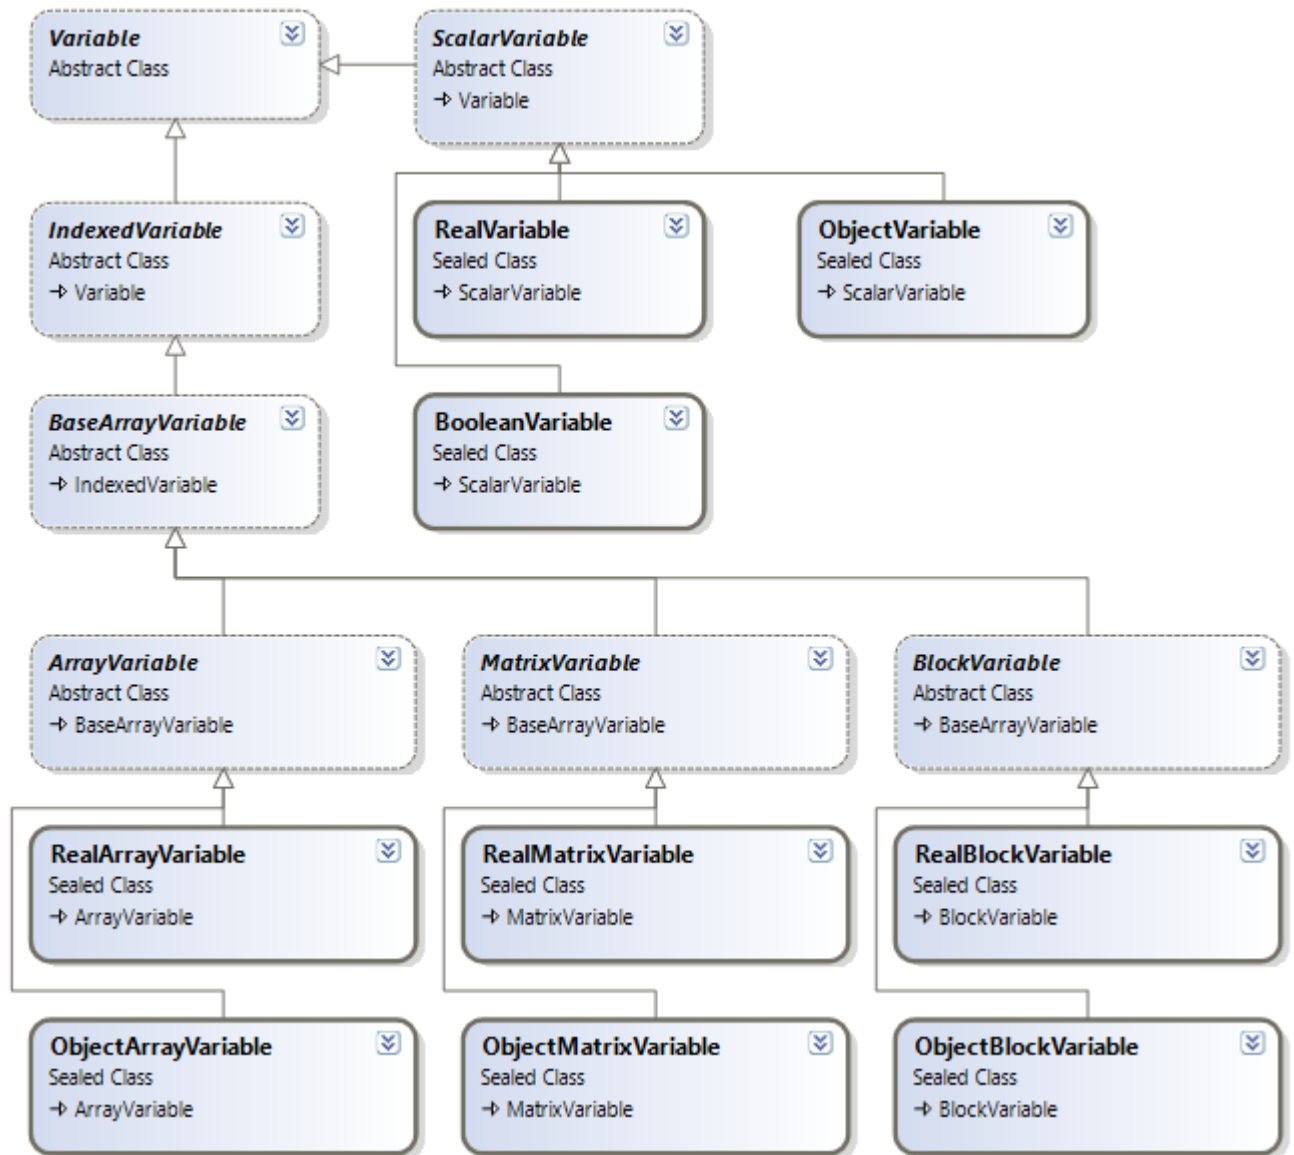 Variable
Abstract Class
ScalarVariable
Abstract Class
Variable
IndexedVariable
Abstract Class
Variable
RealVariable
Sealed Class
ScalarVariable
ObjectVariable
Sealed Class
ScalarVariable
BaseArrayVariable
Abstract Class
IndexedVariable
BooleanVariable
Sealed Class
ScalarVariable
ArrayVariable
Abstract Class
BaseArrayVariable
MatrixVariable
Abstract Class
BaseArrayVariable
BlockVariable
Abstract Class
BaseArrayVariable
RealArrayVariable
Sealed Class
ArrayVariable
RealMatrixVariable
Sealed Class
MatrixVariable
RealBlockVariable
Sealed Class
BlockVariable
ObjectArrayVariable
Sealed Class
ArrayVariable
ObjectMatrixVariable
Sealed Class
MatrixVariable
ObjectBlockVariable
Sealed Class
BlockVariable